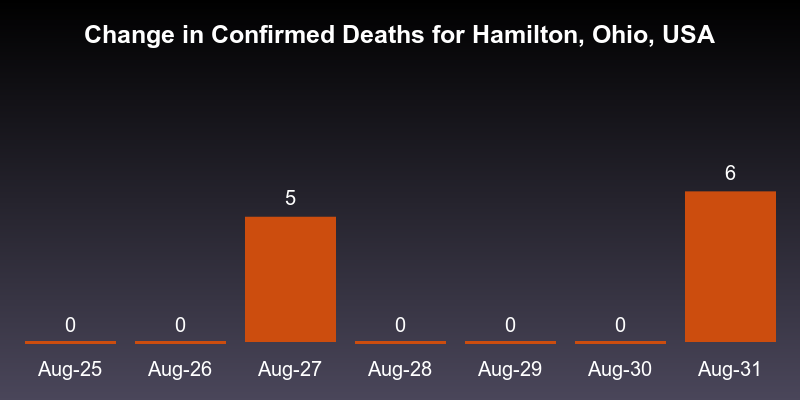 Change in Confirmed Deaths for Hamilton, Ohio, USA
0 0 5 0 0 0 6
Aug-25 Aug-26 Aug-27 Aug-28 Aug-29 Aug-30 Aug-31